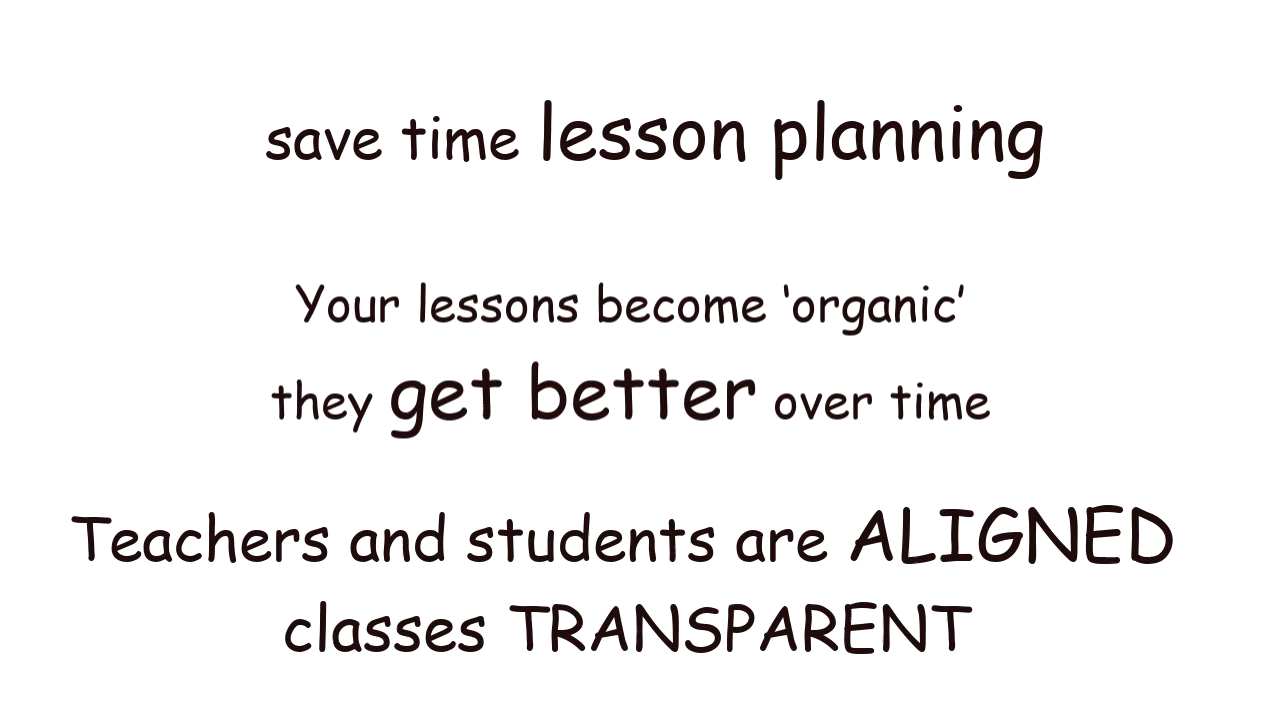 save time lesson planning
Your lessons become ‘organic’
they get better over time
Teachers and students are ALIGNED
classes TRANSPARENT